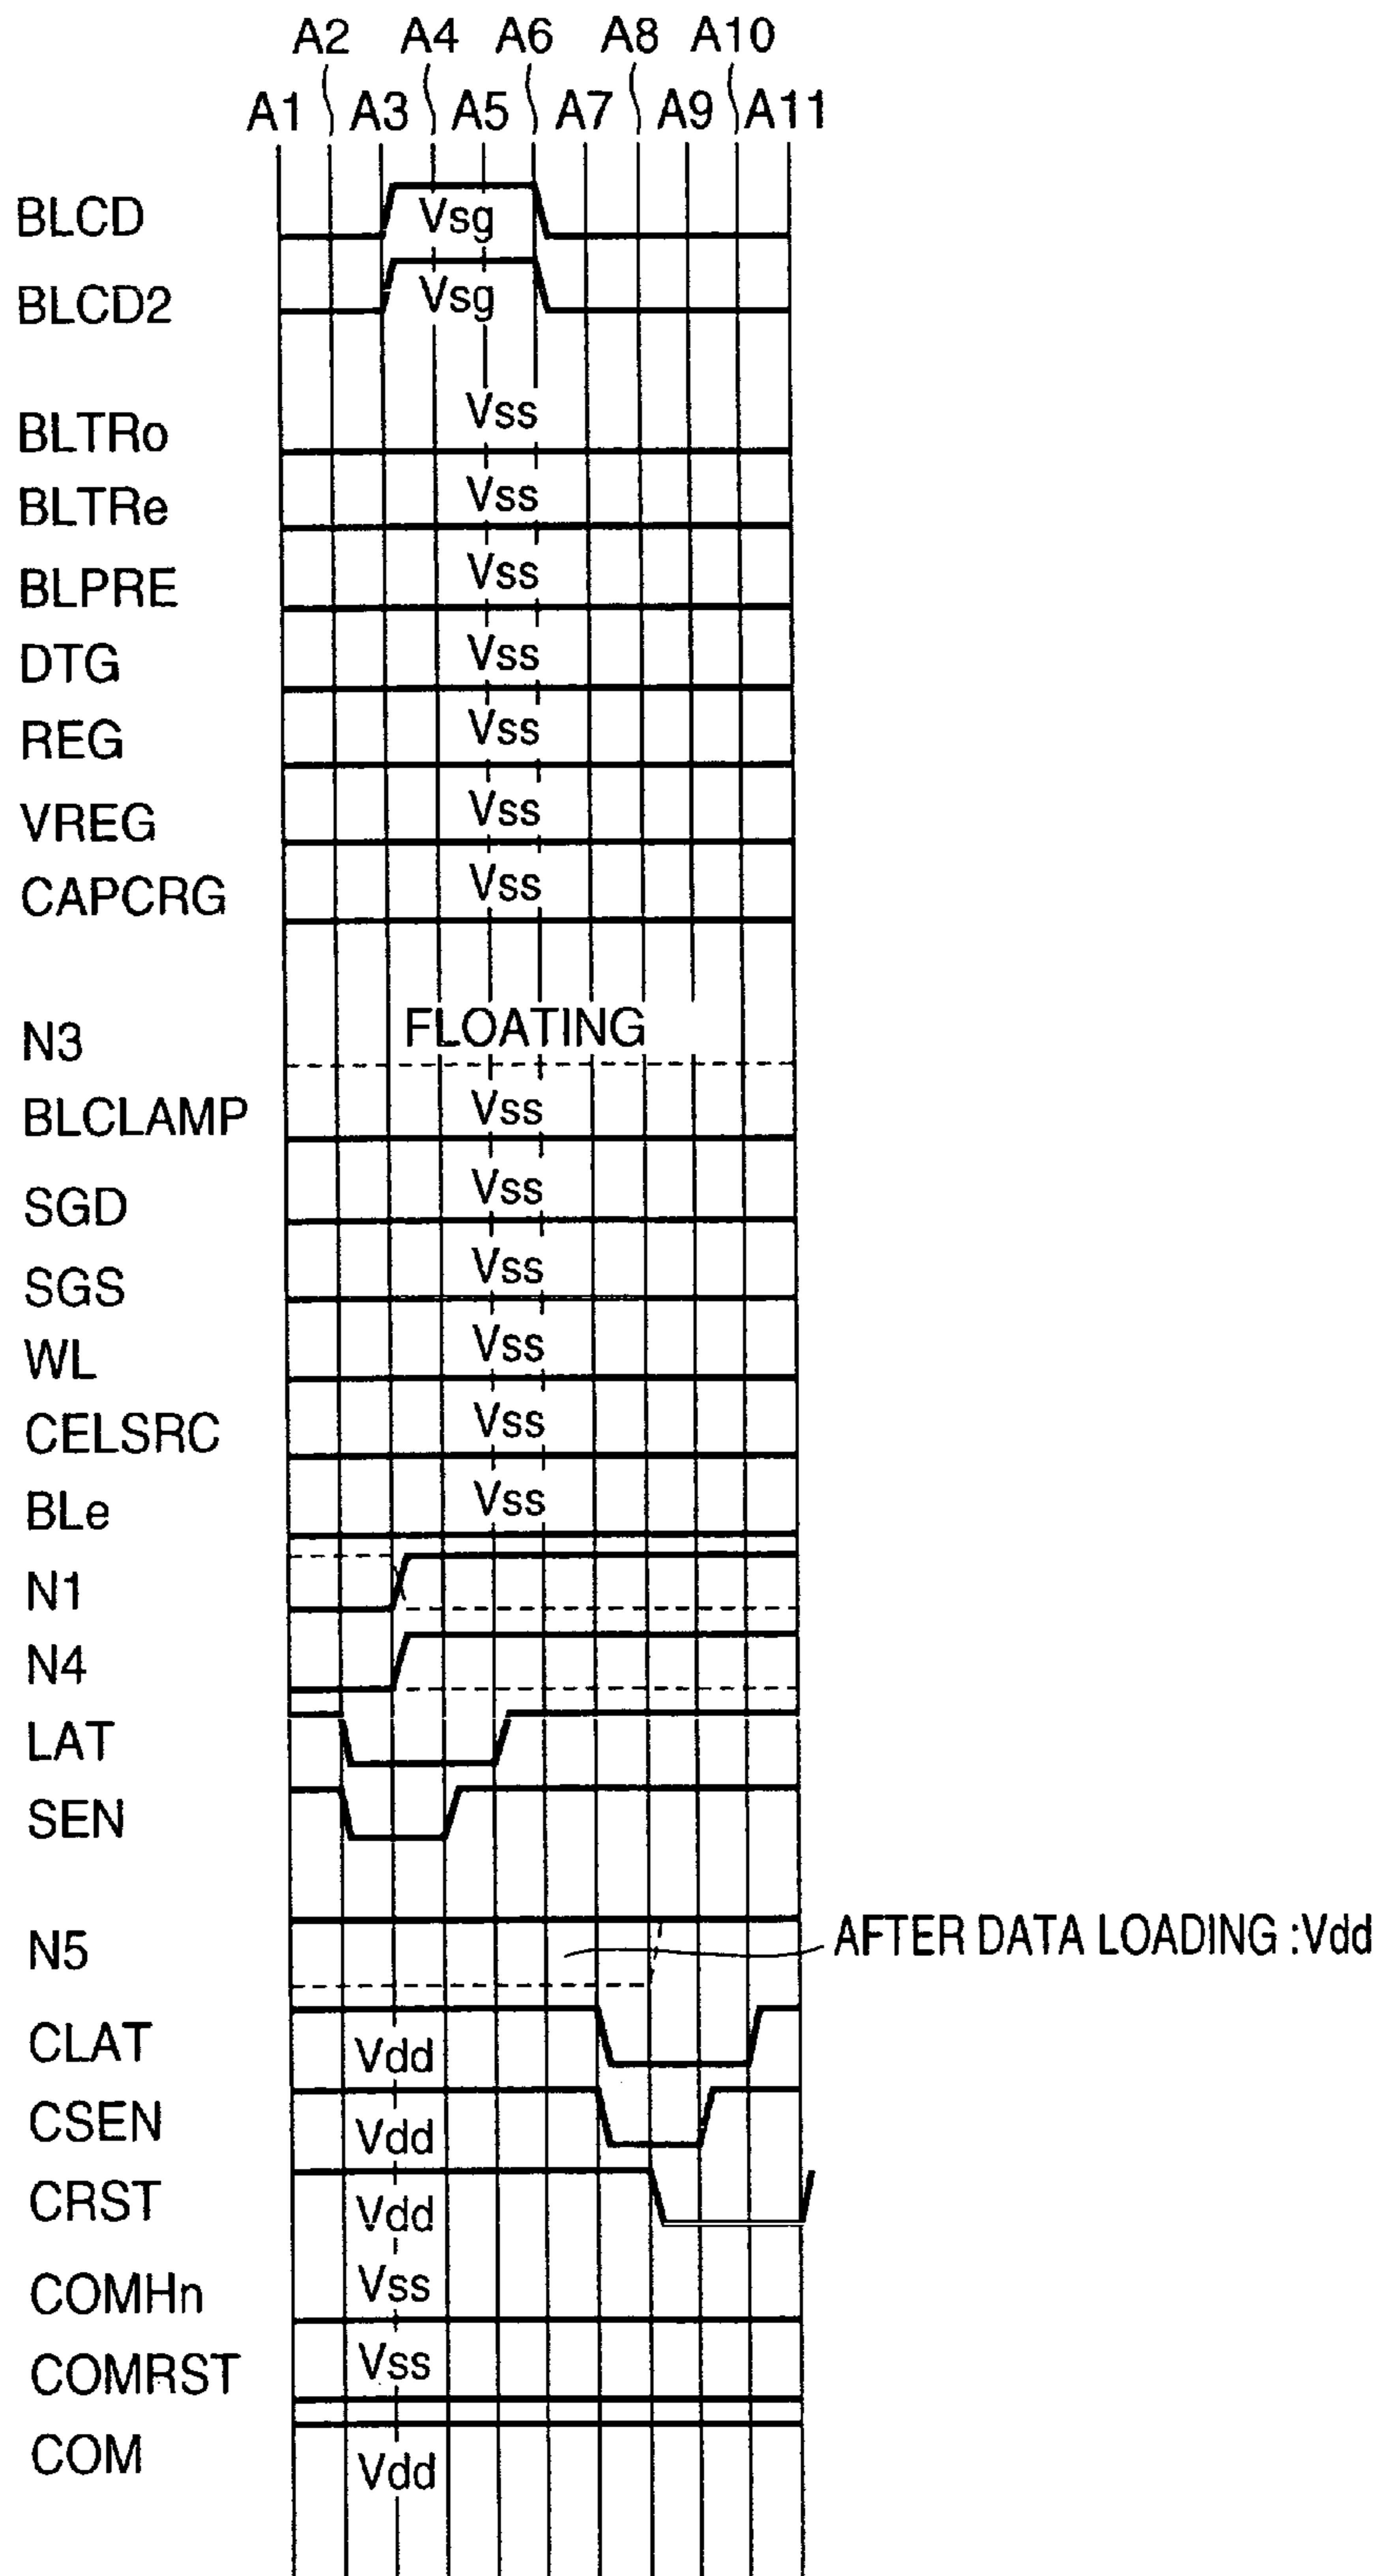 A2 A4 A6 A8 A10
A1 A3 A5 A7 A9 A11
BLCD Vsg
BLCD2 Vsg
BLTRo Vss
BLTRe Vss
BLPRE Vss
DTG Vss
REG Vss
VREG Vss
CAPCRG Vss
N3 FLOATING
BLCLAMP Vss
SGD Vss
SGS Vss
WL Vss
CELSRC Vss
BLe Vss
N1
N4
LAT
SEN
N5 AFTER DATA LOADING :Vdd
CLAT Vdd
CSEN Vdd
CRST Vdd
COMHn Vss
COMRST Vss
COM Vdd